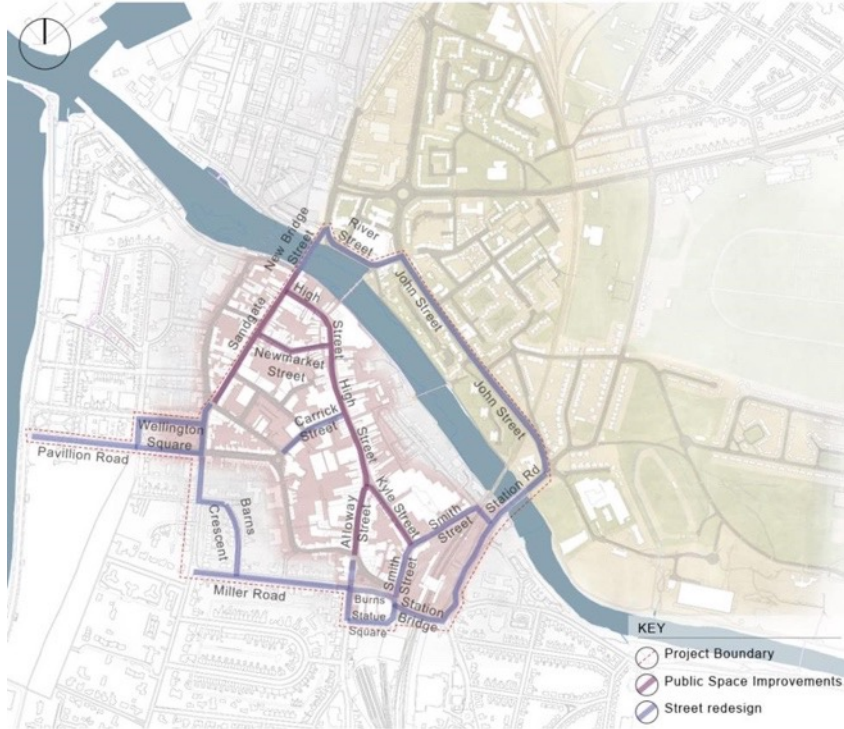 River
Street
New Bridge
Street
High
Street
Sandgate
John Street
Newmarket
Street
High
Street
John Street
Carrick
Street
Wellington
Square
Pavillion Road
Kyle Street
Smith
Street
Station Rd
Alloway
Street
Barns
Crescent
Smith
Street
Miller Road
Burns
Statue
Square
Station
Bridge
KEY
Project Boundary
Public Space Improvements
Street redesign